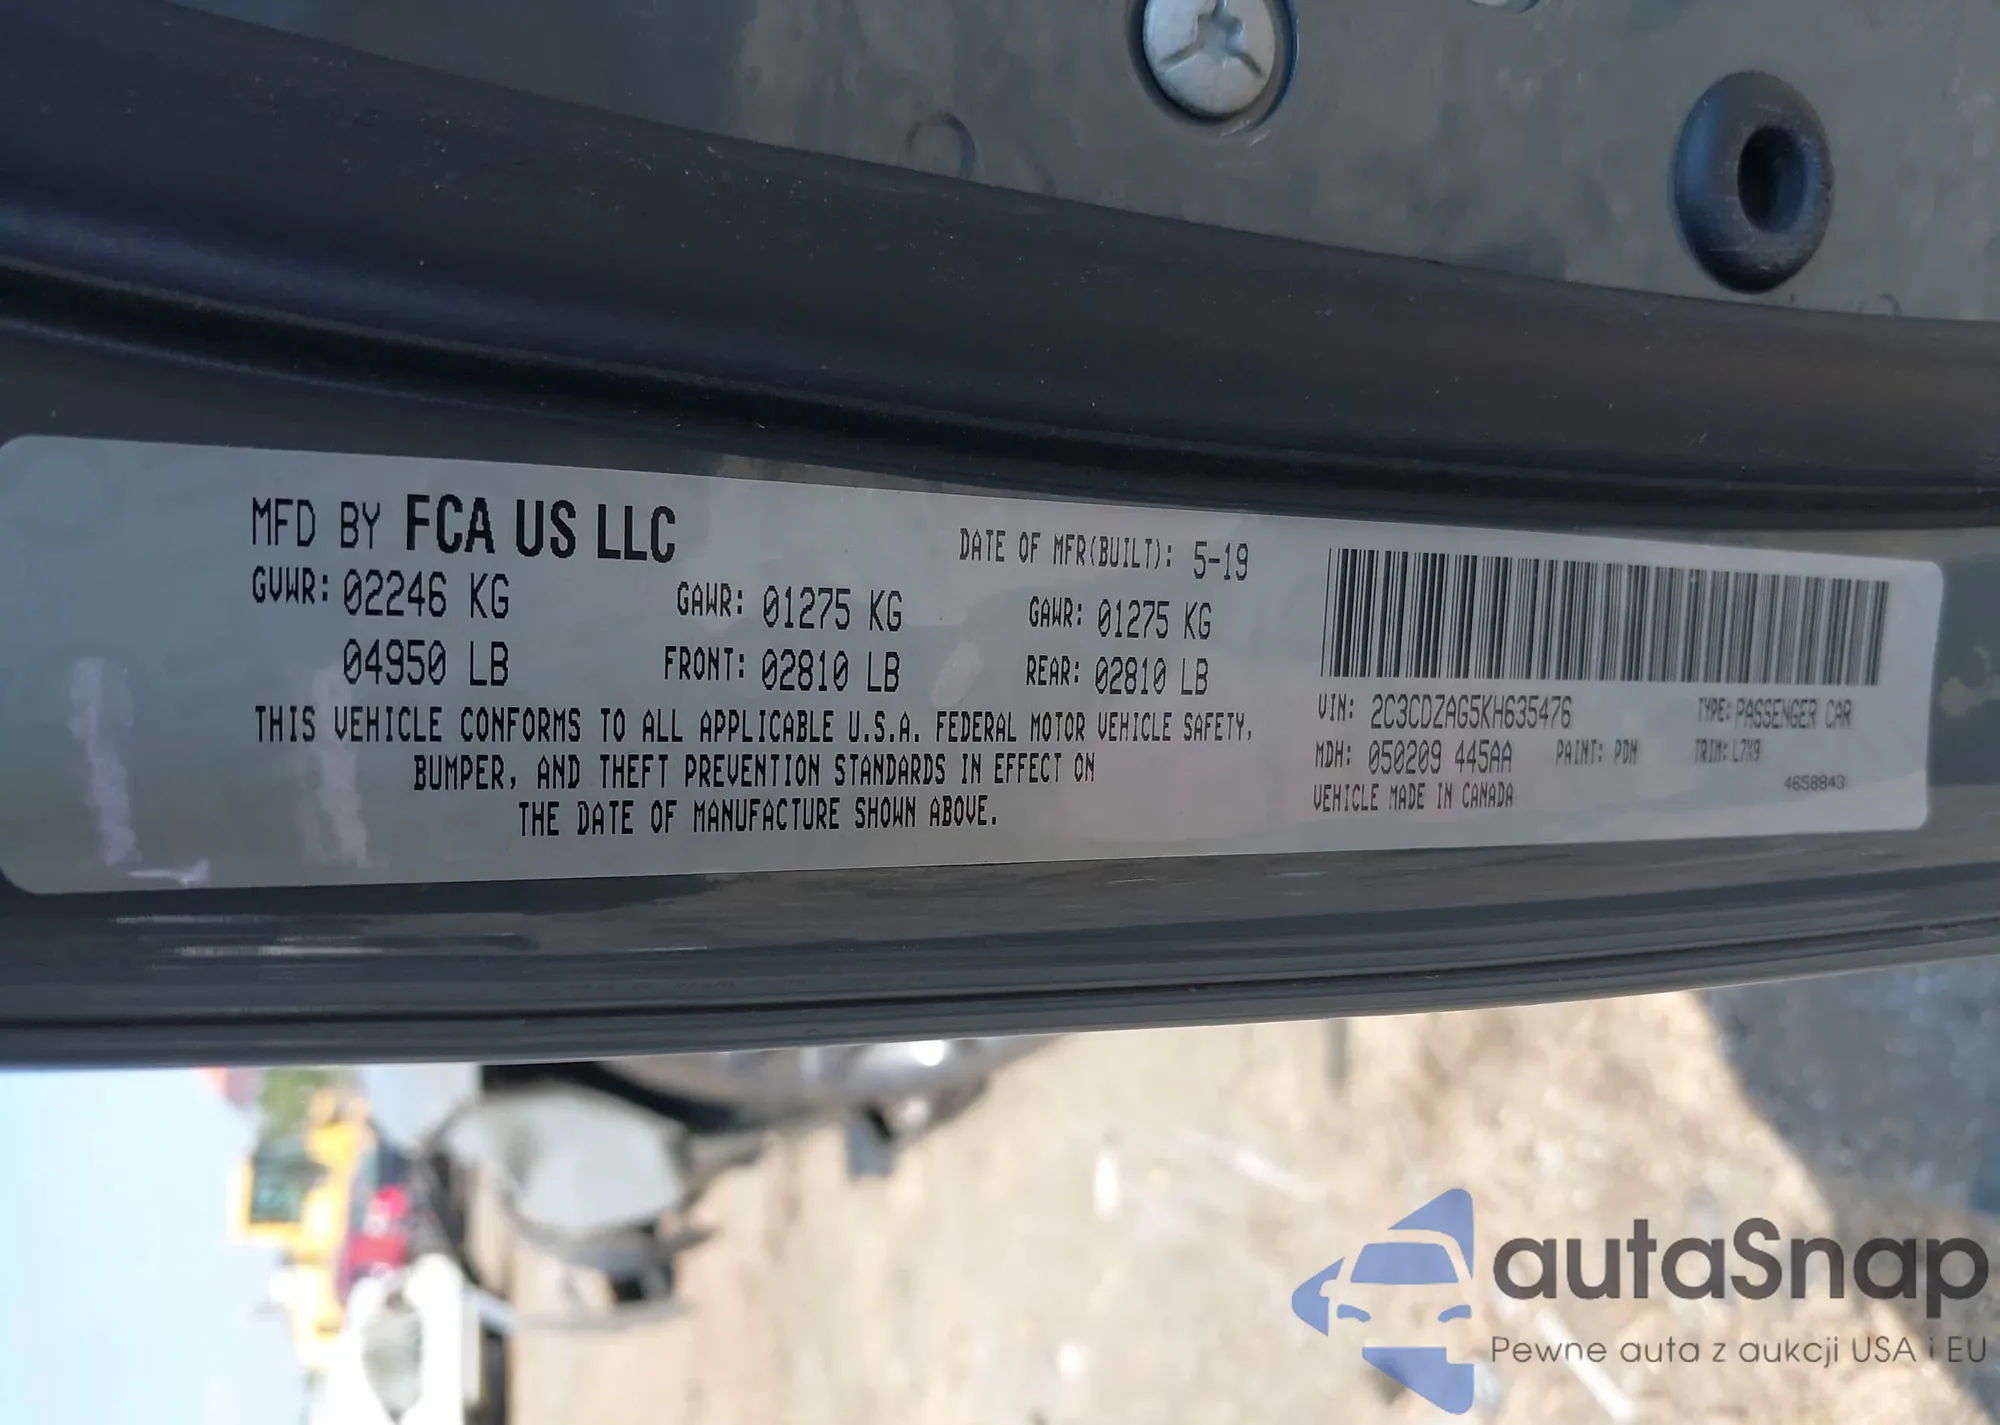 MFD BY FCA US LLC
DATE OF MFR(BUILT): 5-19
GVWR: 02246 KG GAWR: 01275 KG GAWR: 01275 KG
04950 LB FRONT: 02810 LB REAR: 02810 LB
THIS VEHICLE CONFORMS TO ALL APPLICABLE U.S.A. FEDERAL MOTOR VEHICLE SAFETY,
BUMPER, AND THEFT PREVENTION STANDARDS IN EFFECT ON
THE DATE OF MANUFACTURE SHOWN ABOVE.
VIN: 2C3CDZAG5KH635476 TYPE: PASSENGER CAR
MDH: 050209 445AA PAINT: PDN TRIM: L7X9
VEHICLE MADE IN CANADA 4658843
autaSnap
Pewne auta z aukcji USA i EU